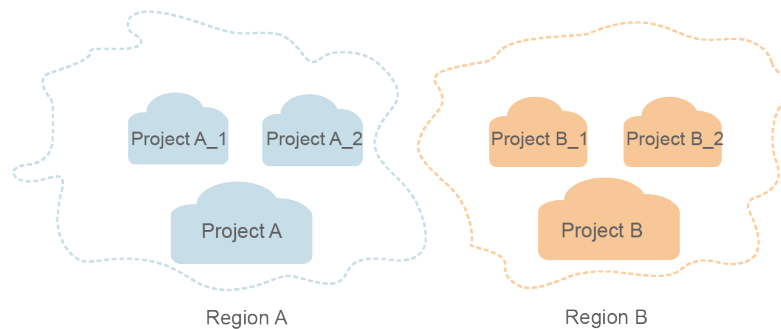 Project A_1
Project A_2
Project A
Region A
Project B_1
Project B_2
Project B
Region B